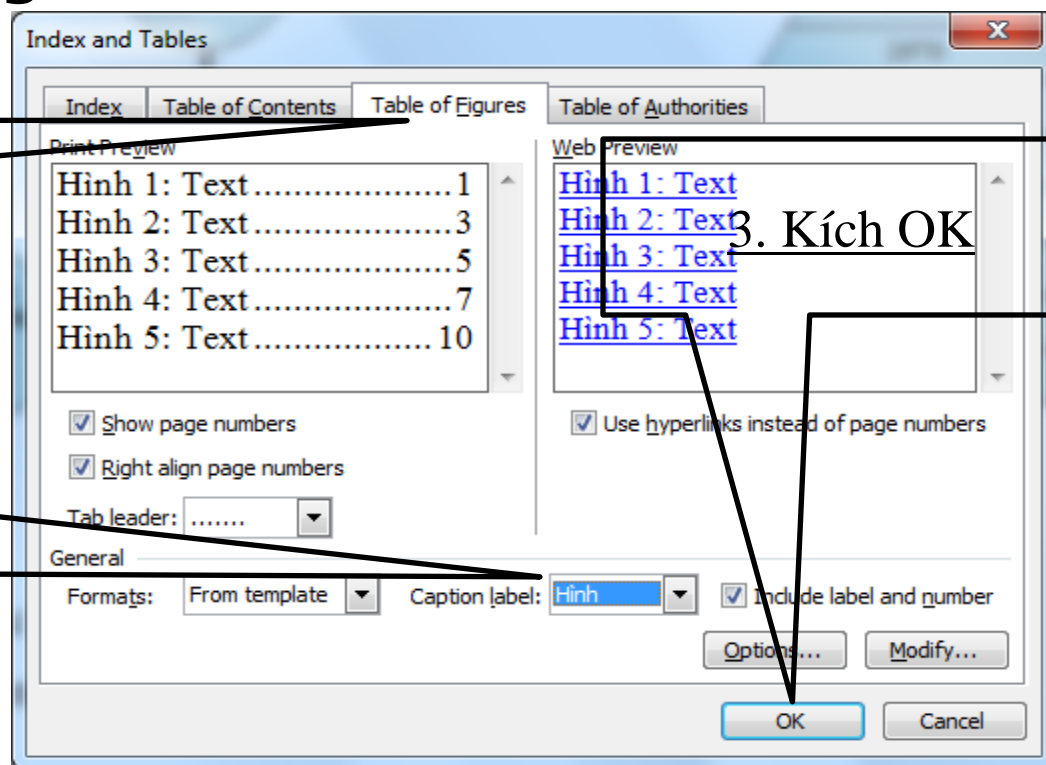 Index and Tables
Index Table of Contents Table of Figures Table of Authorities
Print Preview
Hình 1: Text....................1
Hình 2: Text....................3
Hình 3: Text....................5
Hình 4: Text....................7
Hình 5: Text.................. 10
Web Preview
Hình 1: Text
Hình 2: Text
Hình 3: Text
Hình 4: Text
Hình 5: Text
3. Kích OK
Show page numbers
Use hyperlinks instead of page numbers
Right align page numbers
Tab leader: .......
General
Formats: From template Caption label: Hình Include label and number
Options... Modify...
OK Cancel